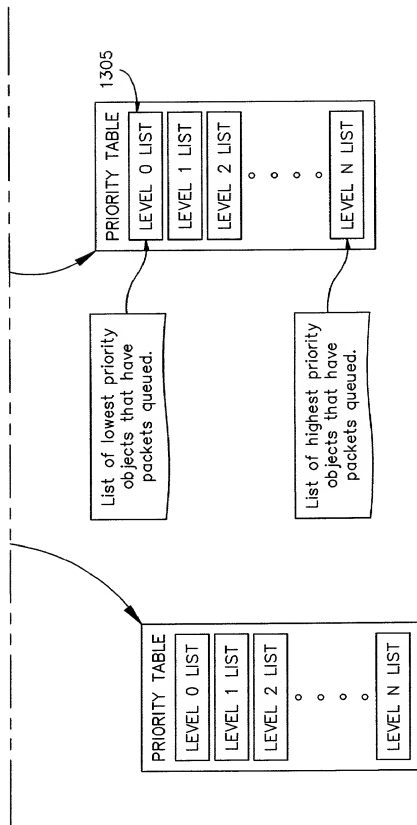 PRIORITY TABLE
LEVEL 0 LIST
LEVEL 1 LIST
LEVEL 2 LIST
LEVEL N LIST
List of lowest priority
objects that have
packets queued.
List of highest priority
objects that have
packets queued.
1305
PRIORITY TABLE
LEVEL 0 LIST
LEVEL 1 LIST
LEVEL 2 LIST
LEVEL N LIST